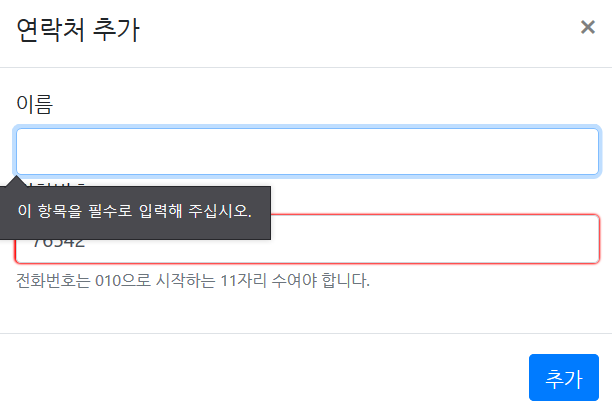 연락처 추가
×
이름
이 항목을 필수로 입력해 주십시오.
76542
전화번호는 010으로 시작하는 11자리 수여야 합니다.
추가